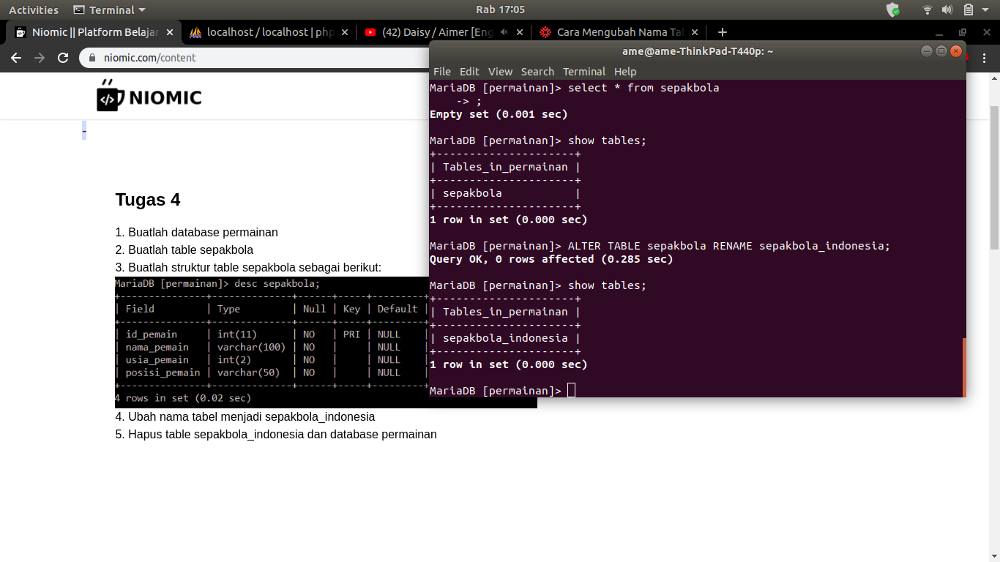 Activities Terminal Rab 17:05
Niomic || Platform Belajar localhost / localhost | php (42) Daisy / Aimer [Eng Cara Mengubah Nama Tab
niomic.com/content
NIOMIC
-
Tugas 4
1. Buatlah database permainan
2. Buatlah table sepakbola
3. Buatlah struktur table sepakbola sebagai berikut:
MariaDB [permainan]> desc sepakbola;
+---------------+--------------+------+-----+---------+
| Field | Type | Null | Key | Default |
+---------------+--------------+------+-----+---------+
| id_pemain | int(11) | NO | PRI | NULL |
| nama_pemain | varchar(100) | NO | | NULL |
| usia_pemain | int(2) | NO | | NULL |
| posisi_pemain | varchar(50) | NO | | NULL |
+---------------+--------------+------+-----+---------+
4 rows in set (0.02 sec)
4. Ubah nama tabel menjadi sepakbola_indonesia
5. Hapus table sepakbola_indonesia dan database permainan
ame@ame-ThinkPad-T440p: ~
File Edit View Search Terminal Help
MariaDB [permainan]> select * from sepakbola
-> ;
Empty set (0.001 sec)
MariaDB [permainan]> show tables;
+---------------------+
| Tables_in_permainan |
+---------------------+
| sepakbola |
+---------------------+
1 row in set (0.000 sec)
MariaDB [permainan]> ALTER TABLE sepakbola RENAME sepakbola_indonesia;
Query OK, 0 rows affected (0.285 sec)
MariaDB [permainan]> show tables;
+---------------------+
| Tables_in_permainan |
+---------------------+
| sepakbola_indonesia |
+---------------------+
1 row in set (0.000 sec)
MariaDB [permainan]>